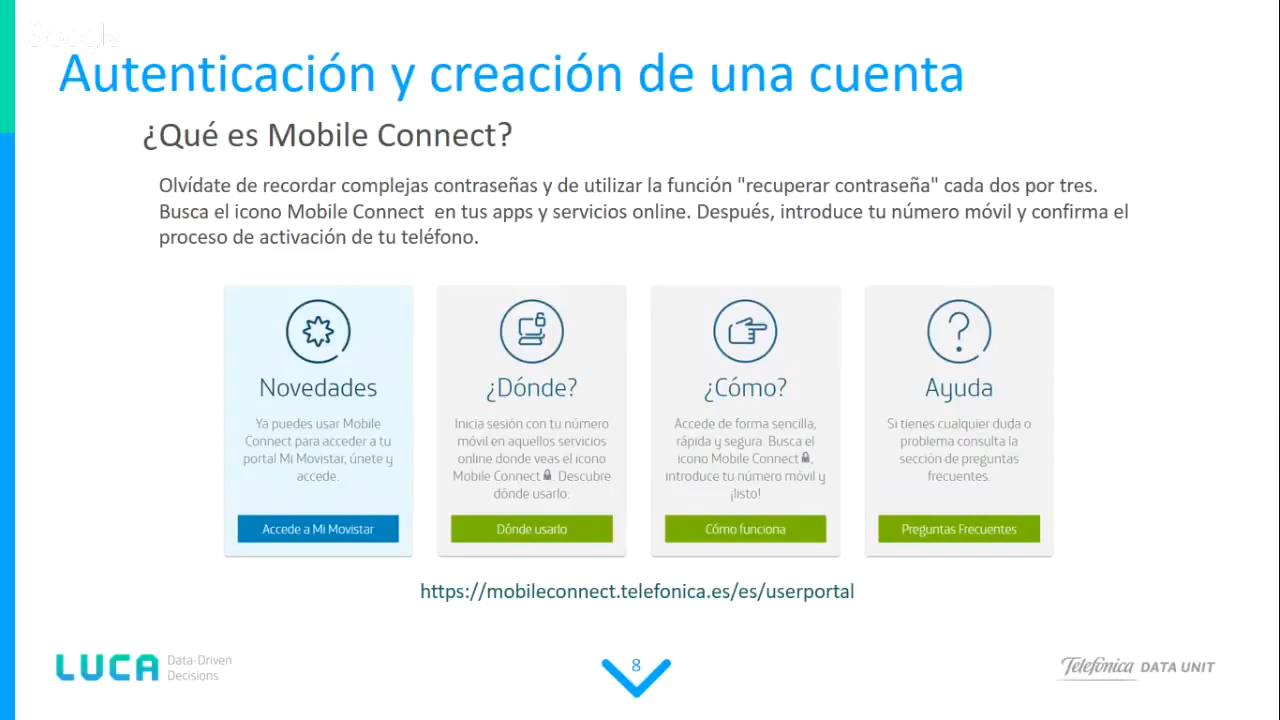 Google
Autenticación y creación de una cuenta
¿Qué es Mobile Connect?
Olvídate de recordar complejas contraseñas y de utilizar la función "recuperar contraseña" cada dos por tres.
Busca el icono Mobile Connect  en tus apps y servicios online. Después, introduce tu número móvil y confirma el
proceso de activación de tu teléfono.
Novedades
Ya puedes usar Mobile
Connect para acceder a tu
portal Mi Movistar, únete y
accede.
Accede a Mi Movistar
¿Dónde?
Inicia sesión con tu número
móvil en aquellos servicios
online donde veas el icono
Mobile Connect . Descubre
dónde usarlo:
Dónde usarlo
¿Cómo?
Accede de forma sencilla,
rápida y segura. Busca el
icono Mobile Connect ,
introduce tu número móvil y
¡listo!
Cómo funciona
Ayuda
Si tienes cualquier duda o
problema consulta la
sección de preguntas
frecuentes.
Preguntas Frecuentes
https://mobileconnect.telefonica.es/es/userportal
LUCA Data-Driven
Decisions
8
Telefónica DATA UNIT